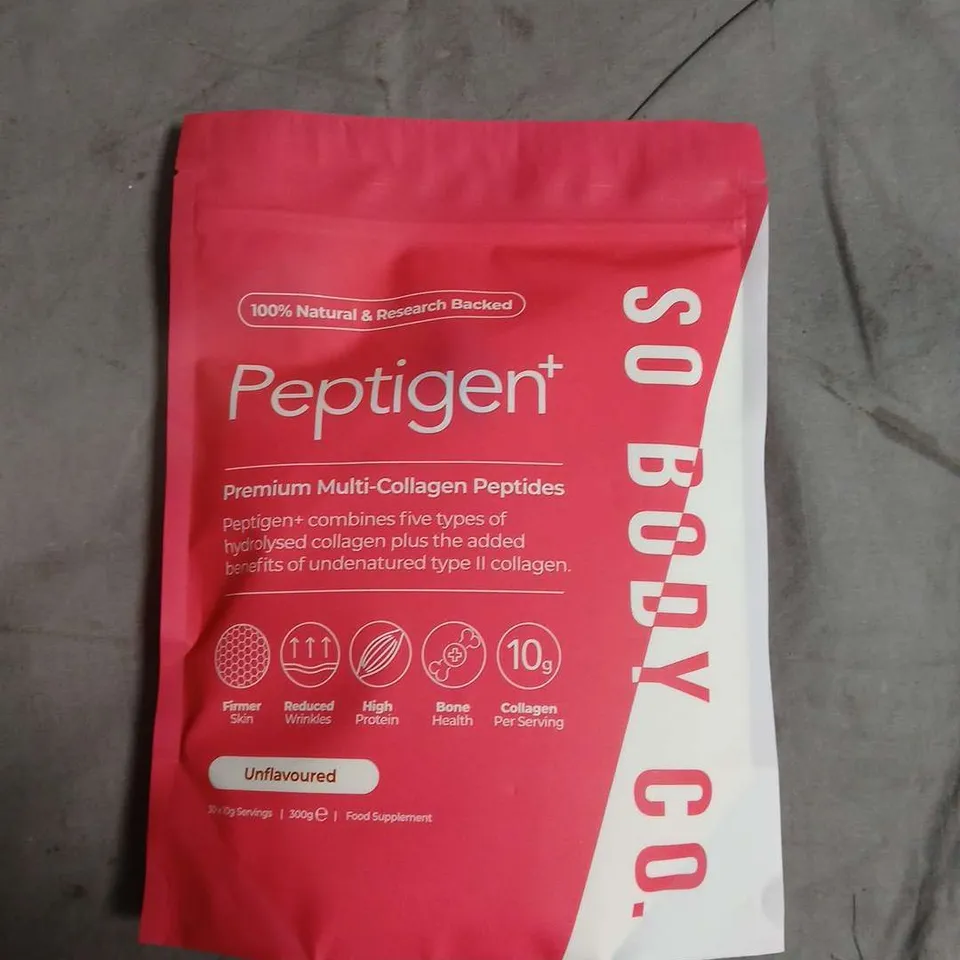 100% Natural & Research Backed
Peptigen+
Premium Multi-Collagen Peptides
Peptigen+ combines five types of
hydrolysed collagen plus the added
benefits of undenatured type II collagen.
10g
Firmer
Skin
Reduced
Wrinkles
High
Protein
Bone
Health
Collagen
Per Serving
Unflavoured
30 x 10g Servings | 300g ℮ | Food Supplement
SO BODY CO.